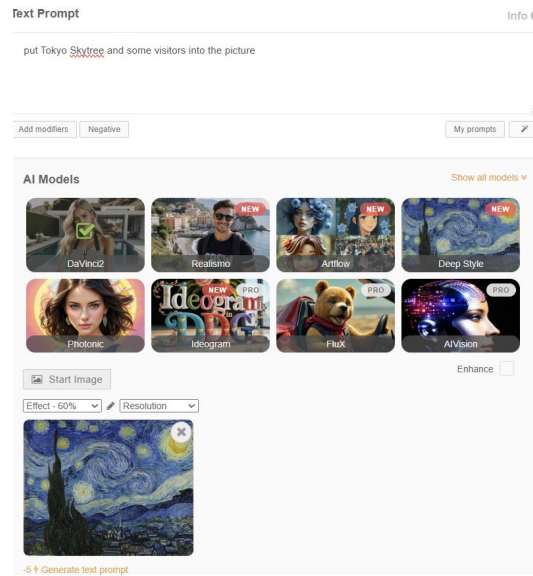 Text Prompt
Info
put Tokyo Skytree and some visitors into the picture
Add modifiers Negative My prompts
AI Models Show all models
DaVinci2
NEW Realismo
NEW Artflow
NEW Deep Style
Photonic
NEW PRO Ideogram
PRO FluX
PRO AIVision
Enhance
Start Image
Effect - 60% Resolution
-5 Generate text prompt